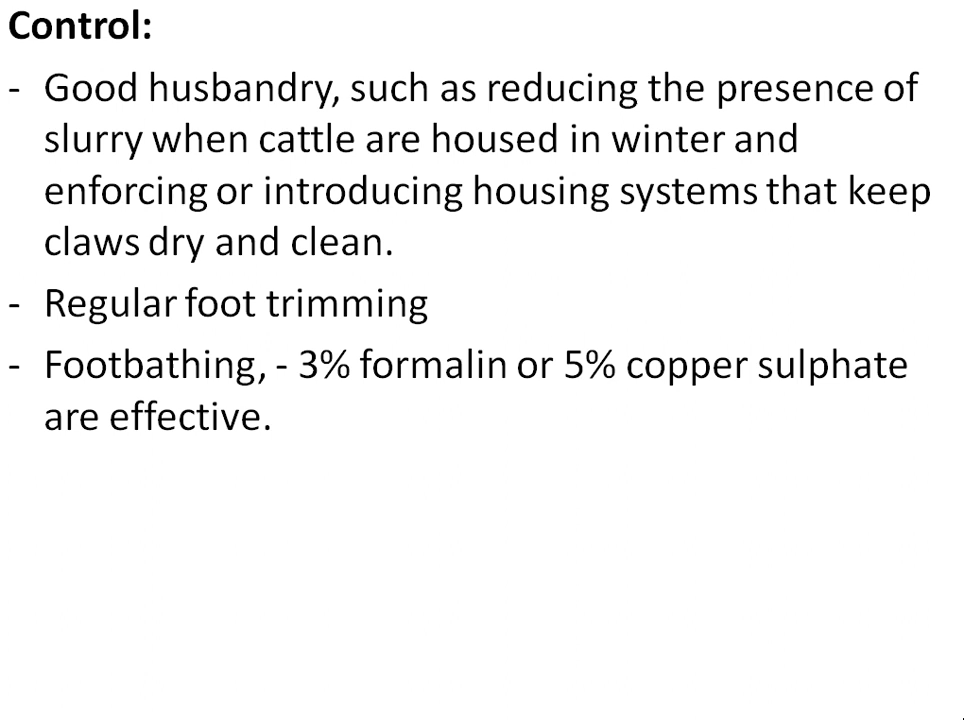 Control:
- Good husbandry, such as reducing the presence of
slurry when cattle are housed in winter and
enforcing or introducing housing systems that keep
claws dry and clean.
- Regular foot trimming
- Footbathing, - 3% formalin or 5% copper sulphate
are effective.